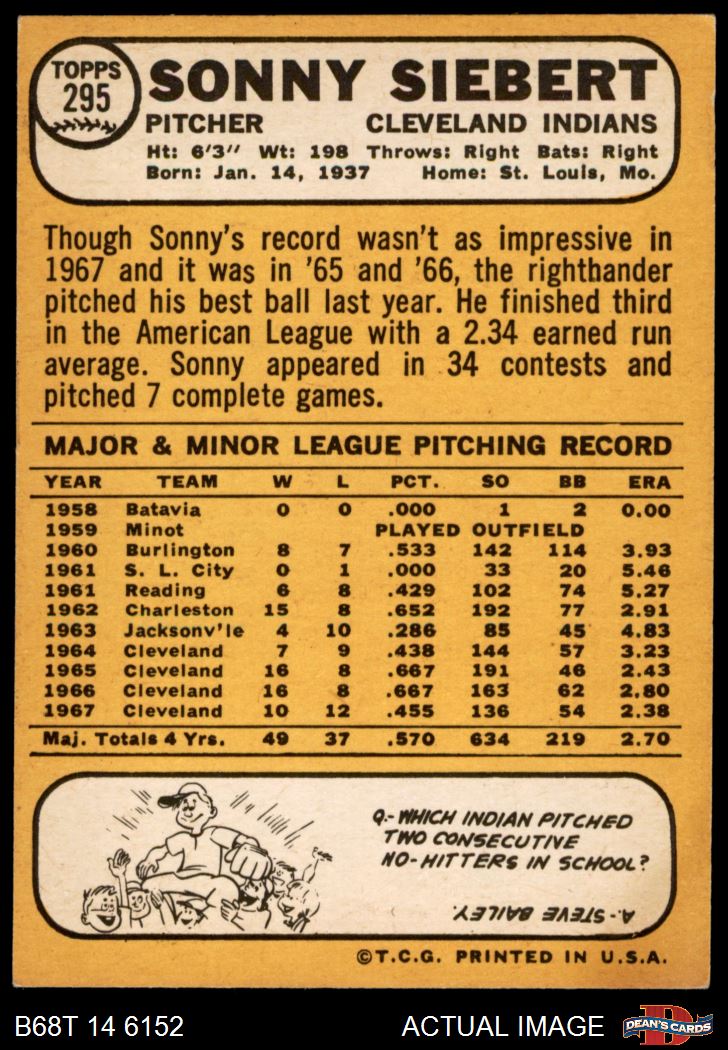 TOPPS
295
SONNY SIEBERT
PITCHER CLEVELAND INDIANS
Ht: 6'3" Wt: 198 Throws: Right Bats: Right
Born: Jan. 14, 1937 Home: St. Louis, Mo.
Though Sonny's record wasn't as impressive in
1967 and it was in '65 and '66, the righthander
pitched his best ball last year. He finished third
in the American League with a 2.34 earned run
average. Sonny appeared in 34 contests and
pitched 7 complete games.
MAJOR & MINOR LEAGUE PITCHING RECORD
YEAR TEAM W L PCT. SO BB ERA
1958 Batavia 0 0 .000 1 2 0.00
1959 Minot PLAYED OUTFIELD
1960 Burlington 8 7 .533 142 114 3.93
1961 S. L. City 0 1 .000 33 20 5.46
1961 Reading 6 8 .429 102 74 5.27
1962 Charleston 15 8 .652 192 77 2.91
1963 Jacksonv'le 4 10 .286 85 45 4.83
1964 Cleveland 7 9 .438 144 57 3.23
1965 Cleveland 16 8 .667 191 46 2.43
1966 Cleveland 16 8 .667 163 62 2.80
1967 Cleveland 10 12 .455 136 54 2.38
Maj. Totals 4 Yrs. 49 37 .570 634 219 2.70
Q.- WHICH INDIAN PITCHED
TWO CONSECUTIVE
NO-HITTERS IN SCHOOL?
A - STEVE BAILEY.
©T.C.G. PRINTED IN U.S.A.
B68T 14 6152 ACTUAL IMAGE DEAN'S CARDS